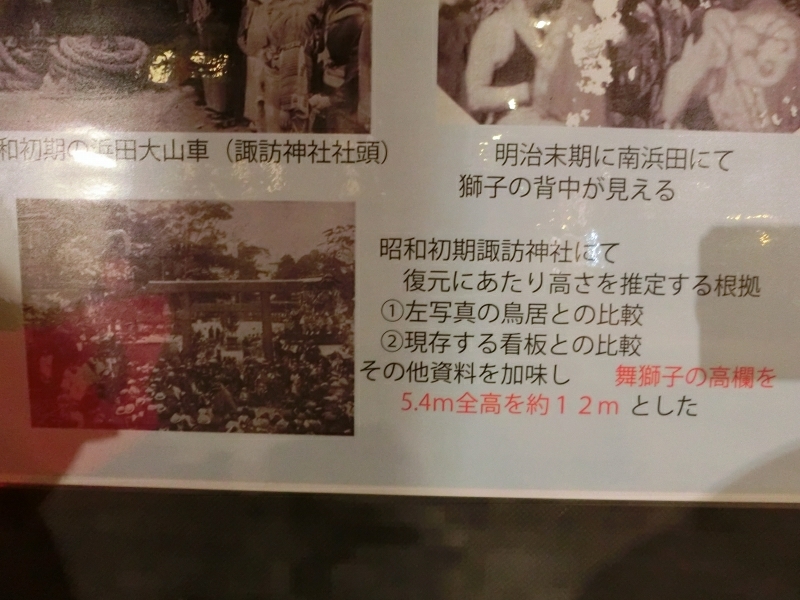 和初期の浜田大山車（諏訪神社社頭）
明治末期に南浜田にて
獅子の背中が見える
昭和初期諏訪神社にて
復元にあたり高さを推定する根拠
①左写真の鳥居との比較
②現存する看板との比較
その他資料を加味し　舞獅子の高欄を
5.4m全高を約１２ｍ とした